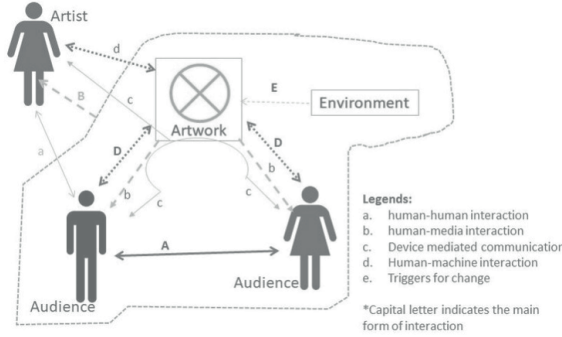 Artist
d
B
c
E
Environment
Artwork
a
D
D
b
b
c
c
A
Audience
Audience
Legends:
a. human-human interaction
b. human-media interaction
c. Device mediated communication
d. Human-machine interaction
e. Triggers for change
*Capital letter indicates the main
form of interaction